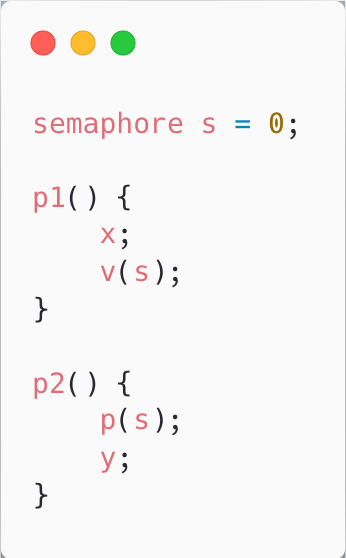 semaphore s = 0;
p1() {
x;
v(s);
}
p2() {
p(s);
y;
}